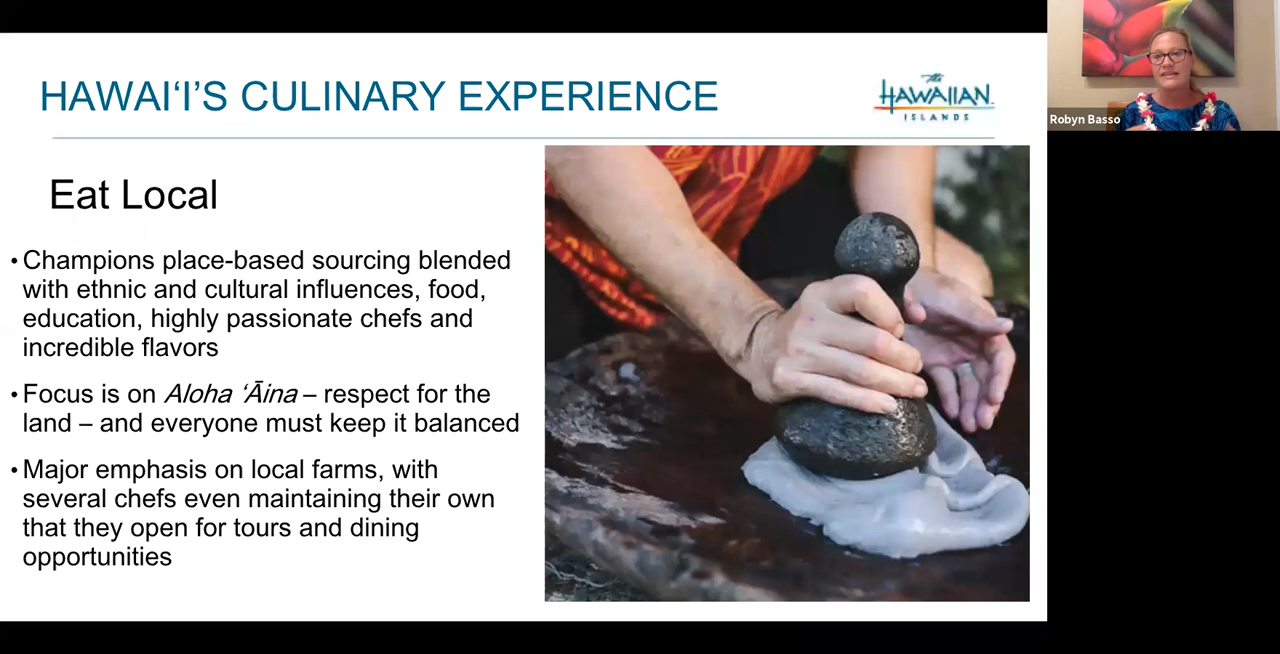 HAWAI‘I’S CULINARY EXPERIENCE
The
HAWAIIAN
ISLANDS
Robyn Basso
Eat Local
• Champions place-based sourcing blended
with ethnic and cultural influences, food,
education, highly passionate chefs and
incredible flavors
• Focus is on Aloha ‘Āina – respect for the
land – and everyone must keep it balanced
• Major emphasis on local farms, with
several chefs even maintaining their own
that they open for tours and dining
opportunities